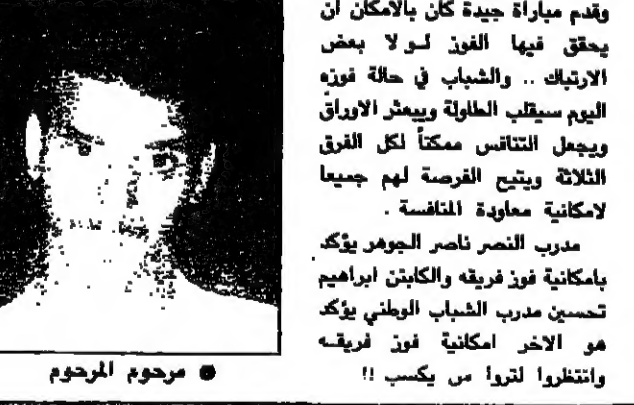 وقدم مباراة جيدة كان بالامكان ان
يحقق فيها الفوز لولا بعض
الارتباك .. والشباب في حالة فوزه
اليوم سيقلب الطاولة ويبعثر الاوراق
ويجعل التنافس ممكتاً لكل الفرق
الثلاثة ويتيح الفرصة لهم جميعا
لامكانية معاودة المنافسة .
مدرب النصر ناصر الجوهر يؤكد
بامكانية فوز فريقه والكابتن ابراهيم
تحسين مدرب الشباب الوطني يؤكد
هو الاخر امكانية فوز فريقه
وانتظروا لتروا من يكسب !!
● مرحوم المرحوم